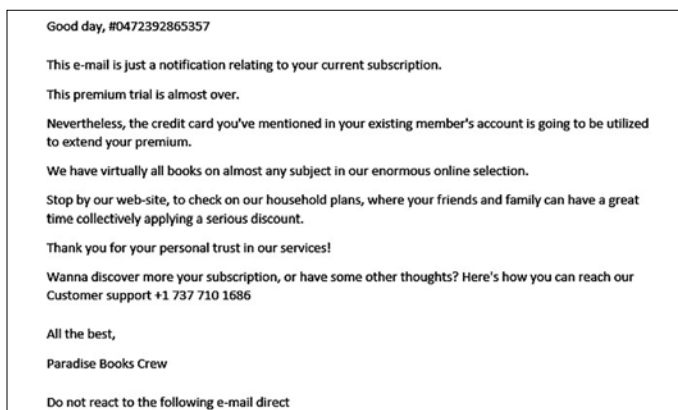 Good day, #0472392865357
This e-mail is just a notification relating to your current subscription.
This premium trial is almost over.
Nevertheless, the credit card you've mentioned in your existing member's account is going to be utilized
to extend your premium.
We have virtually all books on almost any subject in our enormous online selection.
Stop by our web-site, to check on our household plans, where your friends and family can have a great
time collectively applying a serious discount.
Thank you for your personal trust in our services!
Wanna discover more your subscription, or have some other thoughts? Here's how you can reach our
Customer support +1 737 710 1686
All the best,
Paradise Books Crew
Do not react to the following e-mail direct